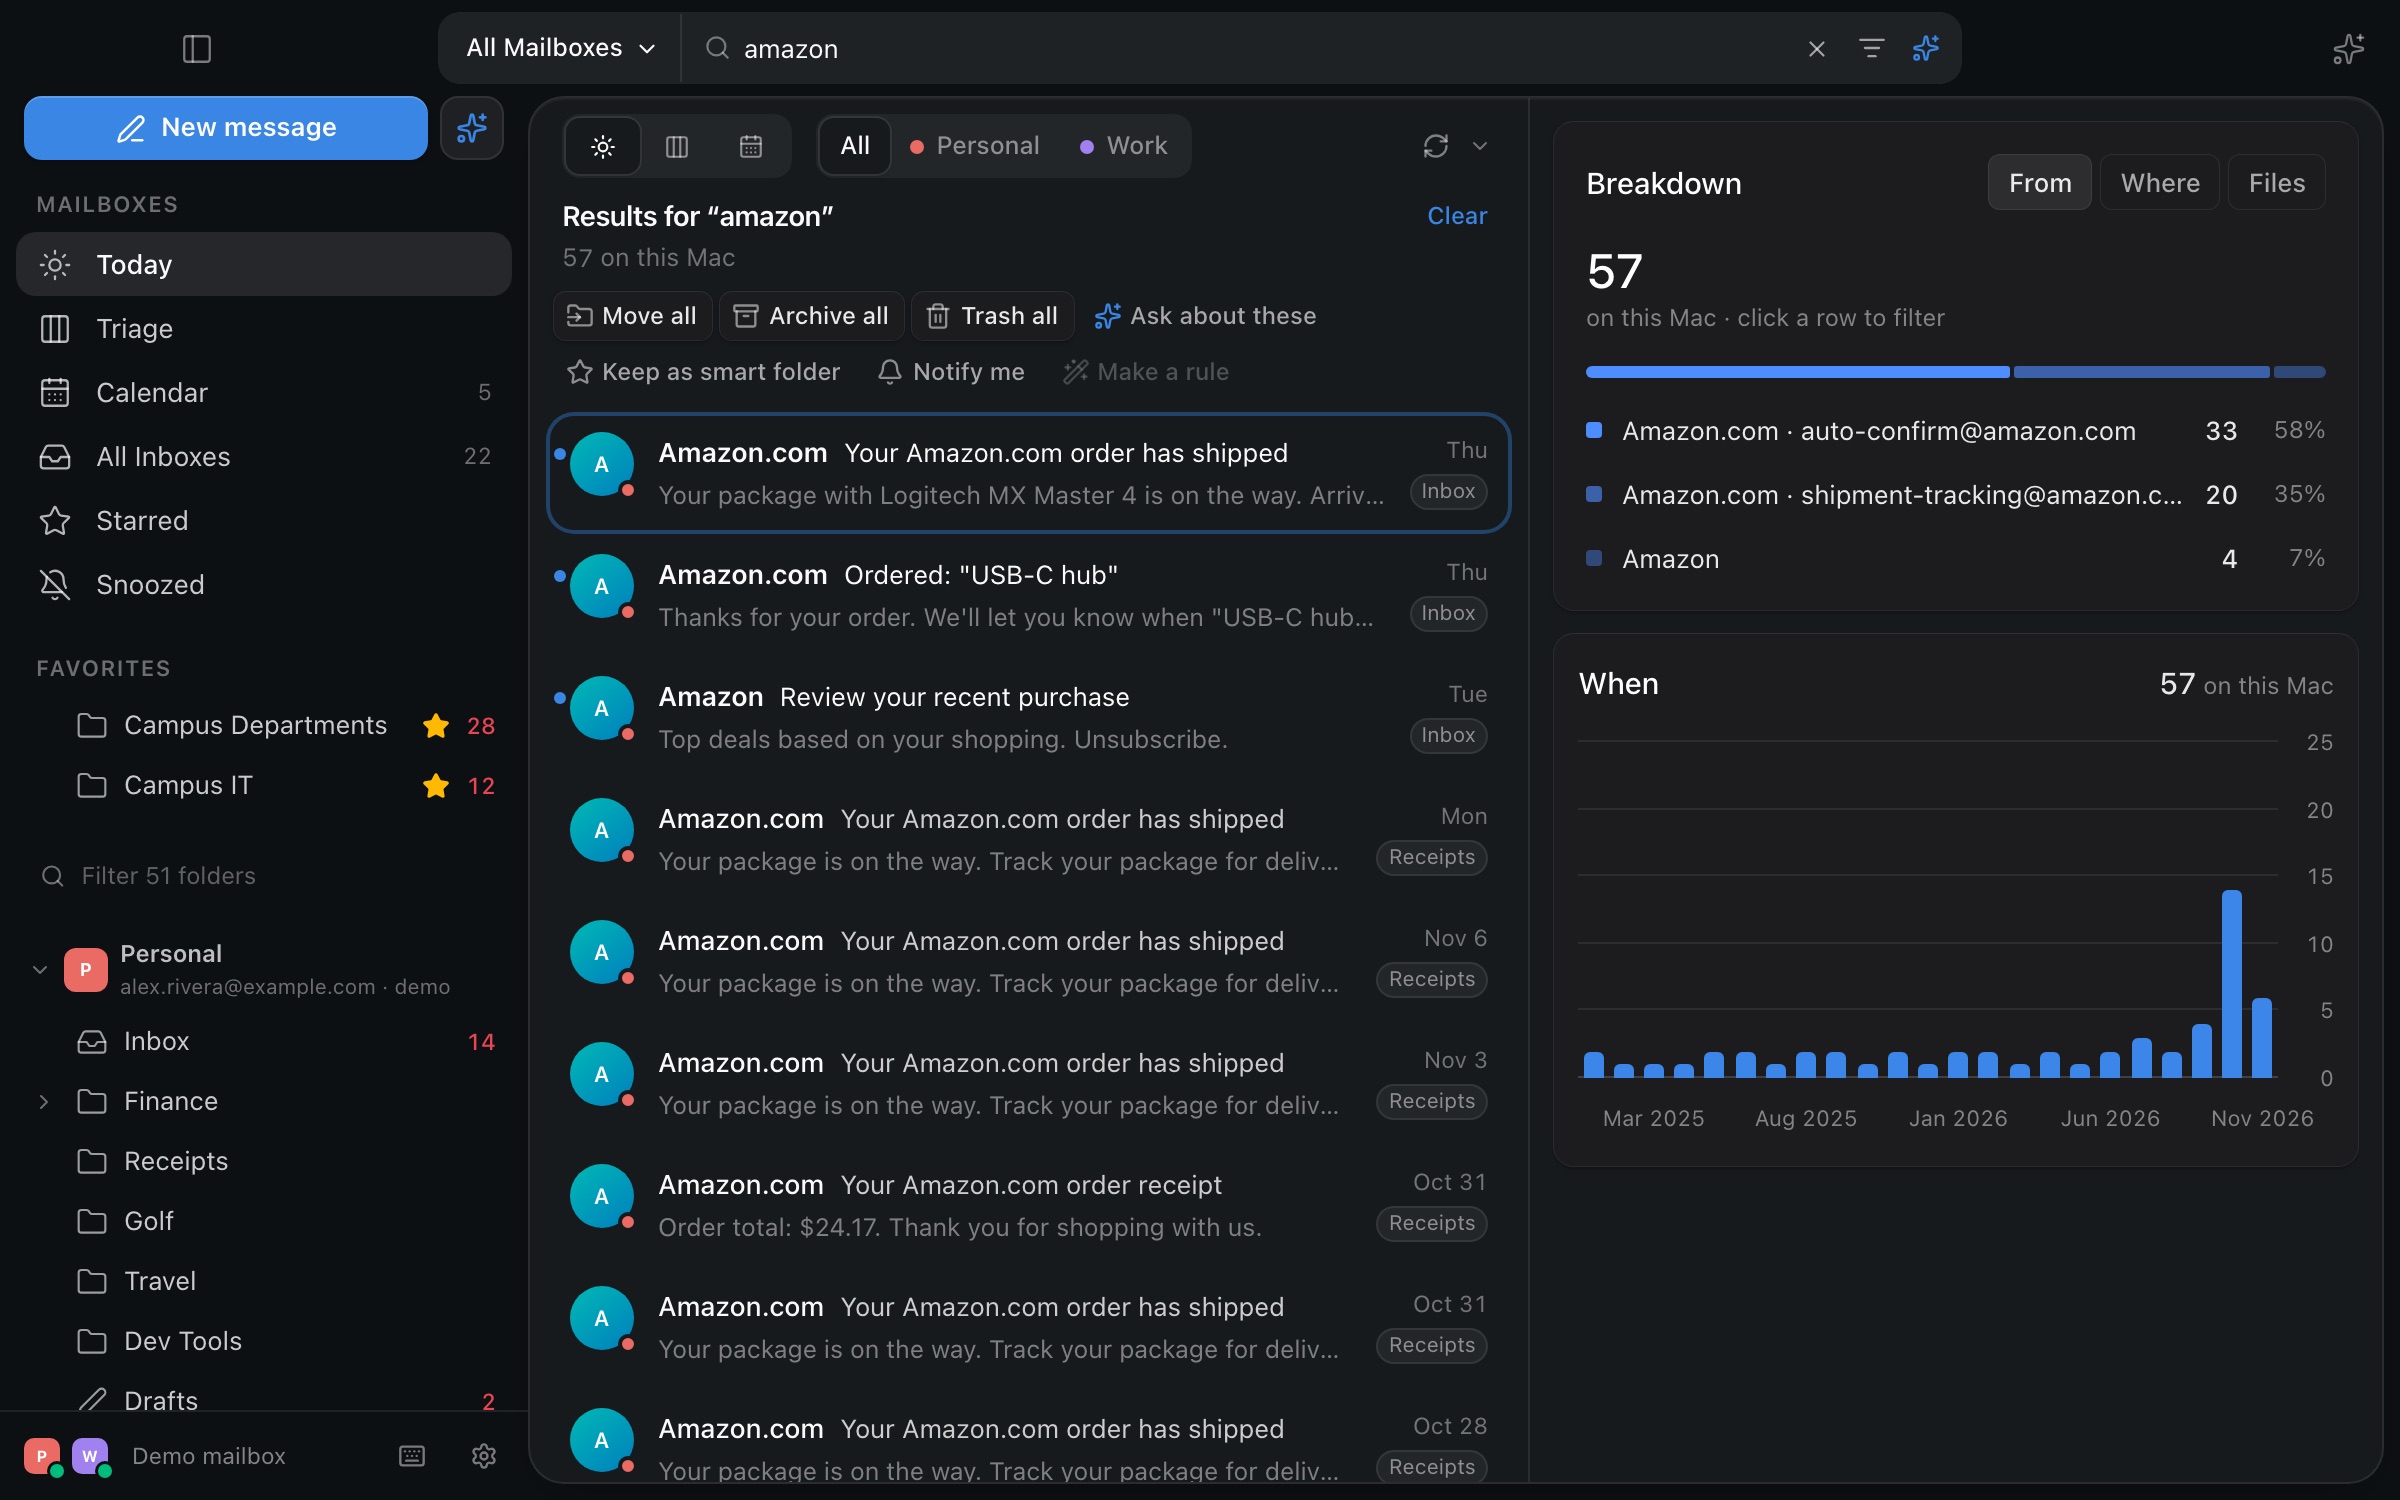 All Mailboxes
amazon
New message
MAILBOXES
Today
Triage
Calendar 5
All Inboxes 22
Starred
Snoozed
FAVORITES
Campus Departments 28
Campus IT 12
Filter 51 folders
P
Personal
alex.rivera@example.com · demo
Inbox 14
Finance
Receipts
Golf
Travel
Dev Tools
Drafts 2
P W Demo mailbox
All Personal Work
Results for “amazon” Clear
57 on this Mac
Move all Archive all Trash all Ask about these
Keep as smart folder Notify me Make a rule
A
Amazon.com Your Amazon.com order has shipped Thu
Your package with Logitech MX Master 4 is on the way. Arriv... Inbox
A
Amazon.com Ordered: "USB-C hub" Thu
Thanks for your order. We'll let you know when "USB-C hub... Inbox
A
Amazon Review your recent purchase Tue
Top deals based on your shopping. Unsubscribe. Inbox
A
Amazon.com Your Amazon.com order has shipped Mon
Your package is on the way. Track your package for deliv... Receipts
A
Amazon.com Your Amazon.com order has shipped Nov 6
Your package is on the way. Track your package for deliv... Receipts
A
Amazon.com Your Amazon.com order has shipped Nov 3
Your package is on the way. Track your package for deliv... Receipts
A
Amazon.com Your Amazon.com order receipt Oct 31
Order total: $24.17. Thank you for shopping with us. Receipts
A
Amazon.com Your Amazon.com order has shipped Oct 31
Your package is on the way. Track your package for deliv... Receipts
A
Amazon.com Your Amazon.com order has shipped Oct 28
Your package is on the way. Track your package for deliv... Receipts
Breakdown From Where Files
57
on this Mac · click a row to filter
Amazon.com · auto-confirm@amazon.com 33 58%
Amazon.com · shipment-tracking@amazon.c... 20 35%
Amazon 4 7%
When 57 on this Mac
25
20
15
10
5
0
Mar 2025 Aug 2025 Jan 2026 Jun 2026 Nov 2026